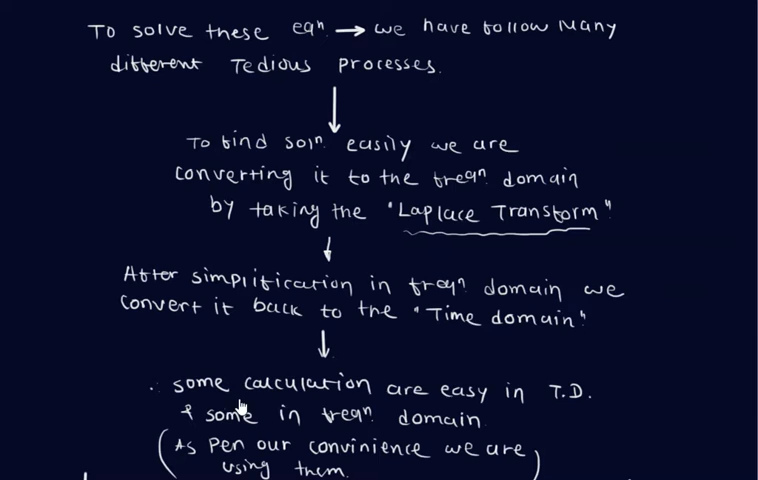 To solve these eqn → we have follow Many
different Tedious processes.
To find soln easily we are
converting it to the freqn domain
by taking the "Laplace Transform"
After simplification in freqn domain we
convert it back to the "Time domain"
∴ some calculation are easy in T.D.
& some in freqn domain
(As Per our convinience we are
using them)